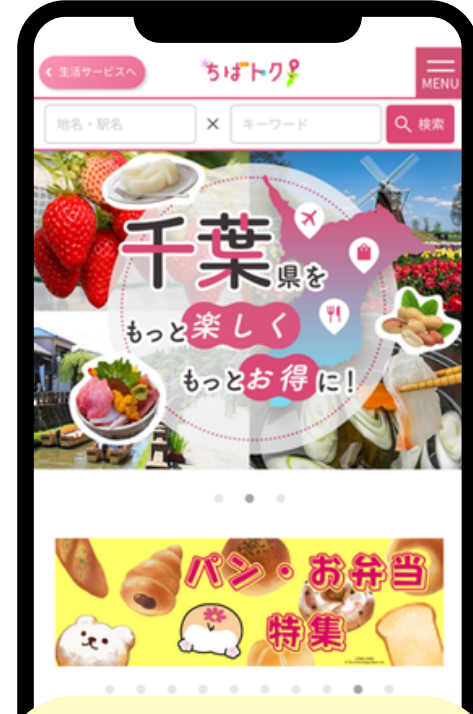 生活サービスへ
ちばトク
MENU
地名・駅名
×
キーワード
検索
千葉県を
もっと楽しく
もっとお得に!
パン・お弁当
特集